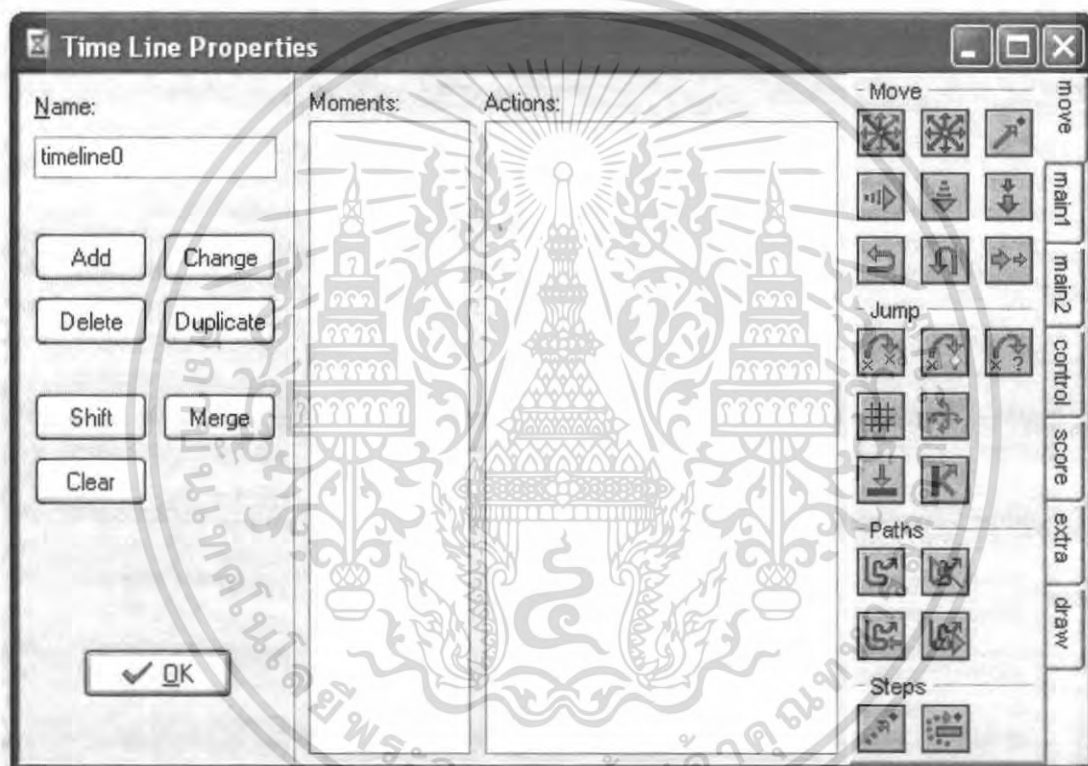 Time Line Properties
Name:
timeline0
Add
Change
Delete
Duplicate
Shift
Merge
Clear
OK
Moments:
Actions:
Move
Jump
Paths
Steps
move
main1
main2
control
score
extra
draw